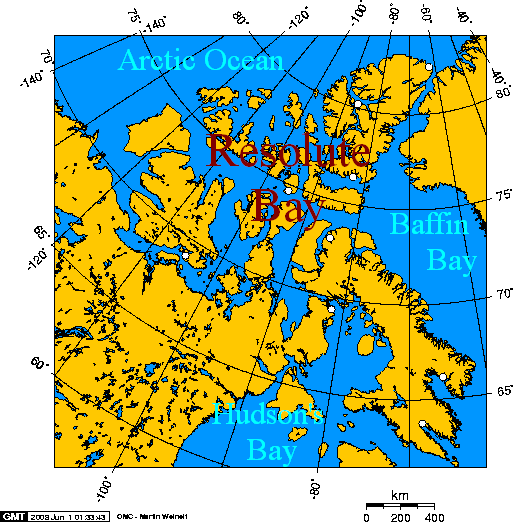 75˚
-140˚
80˚
-120˚
-100˚
-80˚
-60˚
-40˚
70˚
-140˚
40˚
80˚
Arctic Ocean
Resolute
Bay
75˚
Baffin
Bay
65˚
-120˚
70˚
60˚
65˚
Hudson's
Bay
-100˚
-80˚
km
0 200 400
GMT 2008 Jun 1 01:33:43 OMC - Martin Weinelt